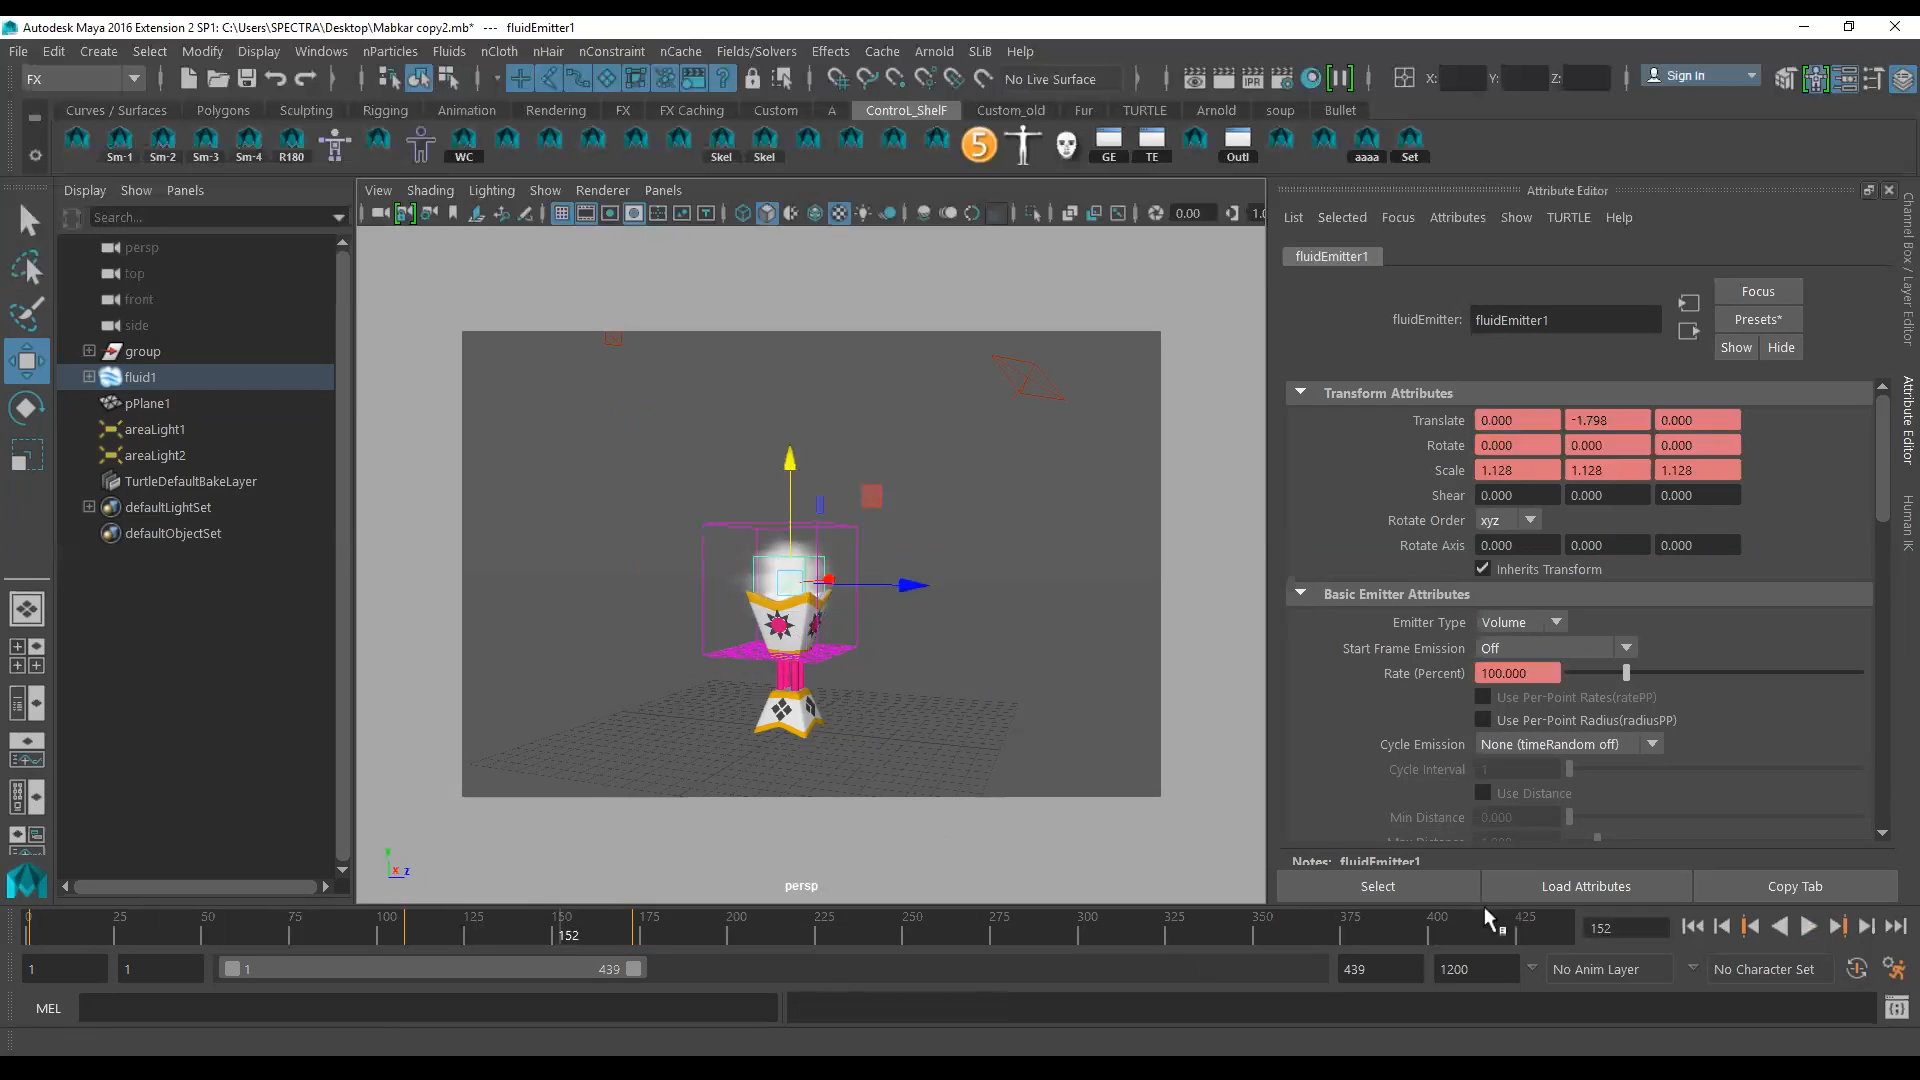 Autodesk Maya 2016 Extension 2 SP1: C:\Users\SPECTRA\Desktop\Mabkar copy2.mb* --- fluidEmitter1
File Edit Create Select Modify Display Windows nParticles Fluids nCloth nHair nConstraint nCache Fields/Solvers Effects Cache Arnold SLiB Help
FX No Live Surface X: Y: Z: Sign In
Curves / Surfaces Polygons Sculpting Rigging Animation Rendering FX FX Caching Custom A ControL_ShelF Custom_old Fur TURTLE Arnold soup Bullet
Sm-1 Sm-2 Sm-3 Sm-4 R180 WC Skel Skel 5 GE TE Outl aaaa Set
Display Show Panels
Search...
persp
top
front
side
group
fluid1
pPlane1
areaLight1
areaLight2
TurtleDefaultBakeLayer
defaultLightSet
defaultObjectSet
View Shading Lighting Show Renderer Panels
0.00 1.0
persp
y x z
Attribute Editor
List Selected Focus Attributes Show TURTLE Help
fluidEmitter1
fluidEmitter: fluidEmitter1
Focus
Presets*
Show Hide
Transform Attributes
Translate 0.000 -1.798 0.000
Rotate 0.000 0.000 0.000
Scale 1.128 1.128 1.128
Shear 0.000 0.000 0.000
Rotate Order xyz
Rotate Axis 0.000 0.000 0.000
Inherits Transform
Basic Emitter Attributes
Emitter Type Volume
Start Frame Emission Off
Rate (Percent) 100.000
Use Per-Point Rates(ratePP)
Use Per-Point Radius(radiusPP)
Cycle Emission None (timeRandom off)
Cycle Interval 1
Use Distance
Min Distance 0.000
Notes: fluidEmitter1
Select Load Attributes Copy Tab
Channel Box / Layer Editor
Attribute Editor
Human IK
0 25 50 75 100 125 150 175 200 225 250 275 300 325 350 375 400 425
152 152
1 1 1 439 439 1200 No Anim Layer No Character Set
MEL